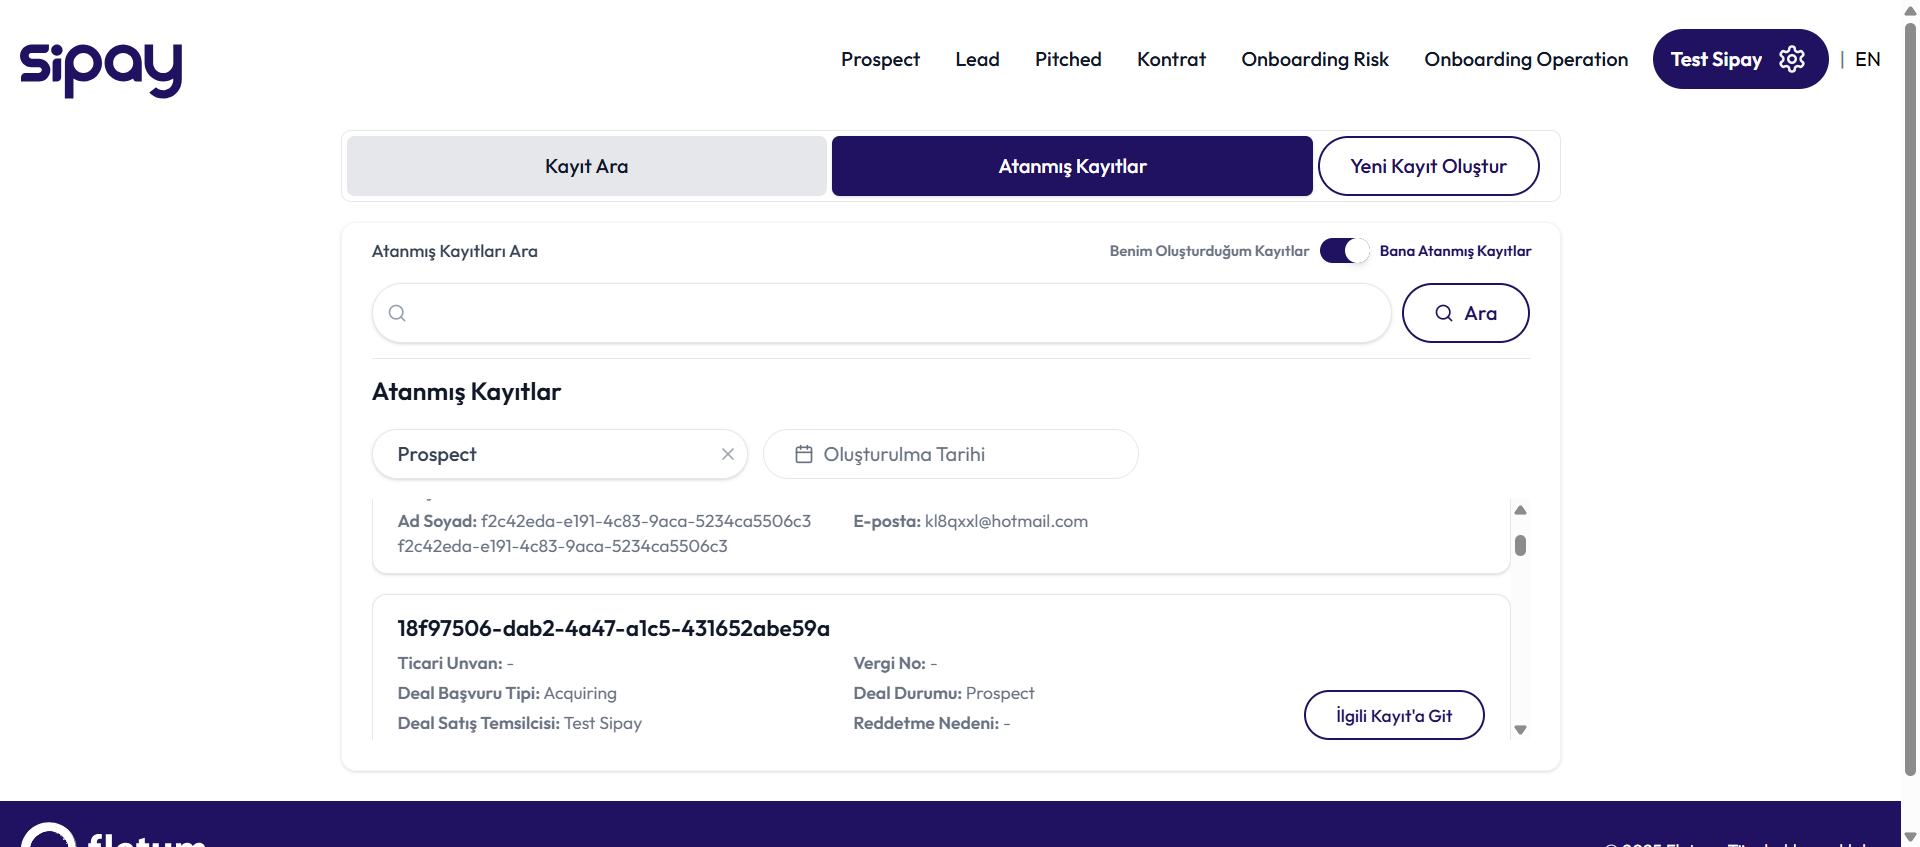 sipay
Prospect Lead Pitched Kontrat Onboarding Risk Onboarding Operation Test Sipay | EN
Kayıt Ara Atanmış Kayıtlar Yeni Kayıt Oluştur
Atanmış Kayıtları Ara Benim Oluşturduğum Kayıtlar Bana Atanmış Kayıtlar
Ara
Atanmış Kayıtlar
Prospect Oluşturulma Tarihi
Ad Soyad: f2c42eda-e191-4c83-9aca-5234ca5506c3 E-posta: kl8qxxl@hotmail.com
f2c42eda-e191-4c83-9aca-5234ca5506c3
18f97506-dab2-4a47-a1c5-431652abe59a
Ticari Unvan: - Vergi No: -
Deal Başvuru Tipi: Acquiring Deal Durumu: Prospect
Deal Satış Temsilcisi: Test Sipay Reddetme Nedeni: -
İlgili Kayıt'a Git